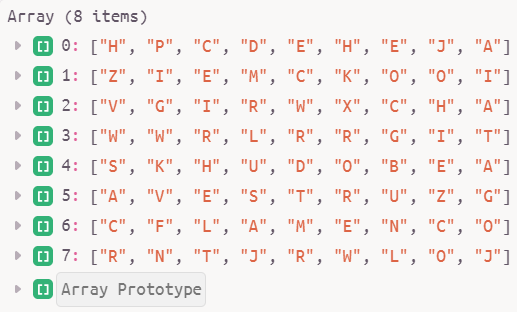 Array (8 items)
0: ["H", "P", "C", "D", "E", "H", "E", "J", "A"]
1: ["Z", "I", "E", "M", "C", "K", "O", "O", "I"]
2: ["V", "G", "I", "R", "W", "X", "C", "H", "A"]
3: ["W", "W", "R", "L", "R", "R", "G", "I", "T"]
4: ["S", "K", "H", "U", "D", "O", "B", "E", "A"]
5: ["A", "V", "E", "S", "T", "R", "U", "Z", "G"]
6: ["C", "F", "L", "A", "M", "E", "N", "C", "O"]
7: ["R", "N", "T", "J", "R", "W", "L", "O", "J"]
Array Prototype